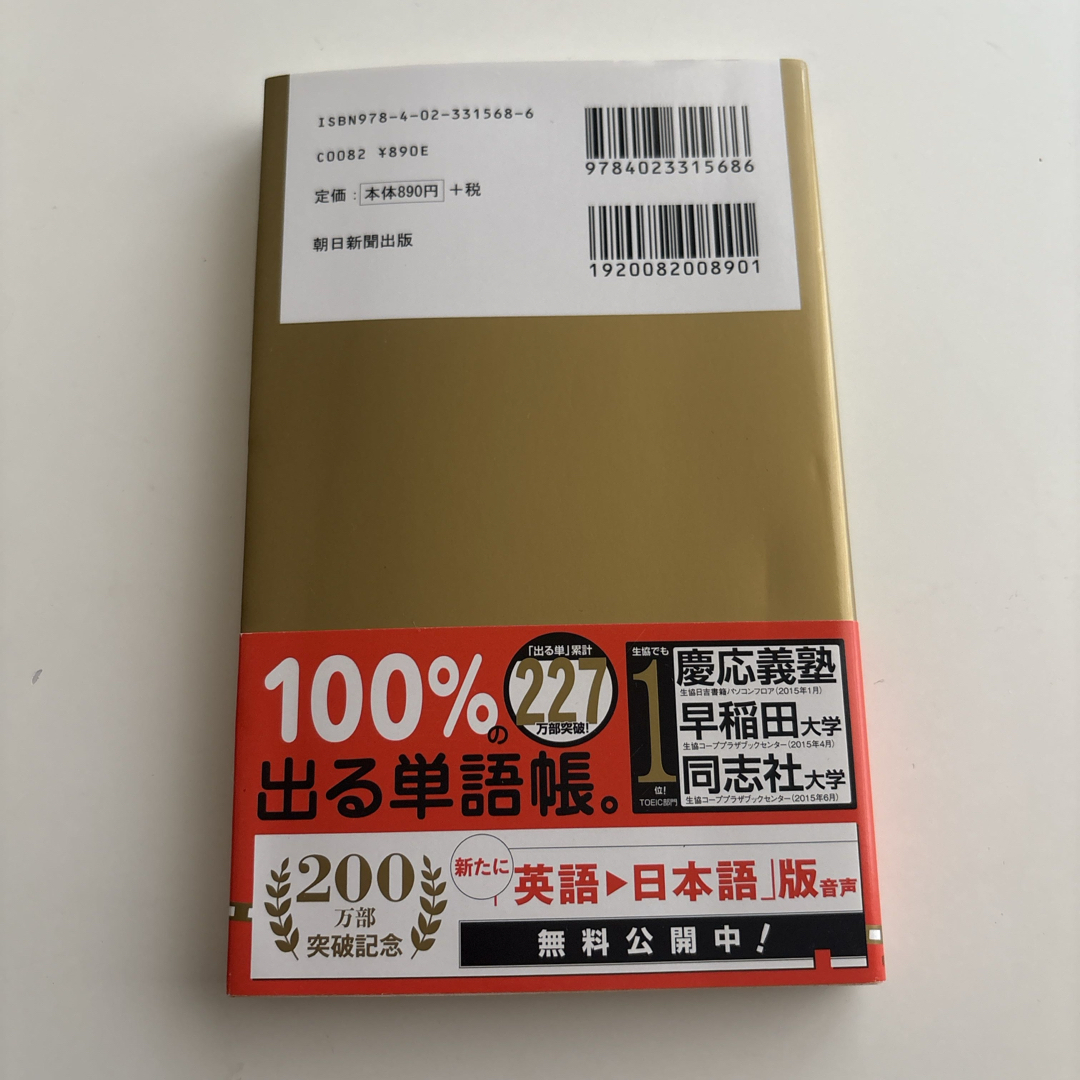 ISBN978-4-02-331568-6
C0082 ¥890E
定価：本体890円＋税
朝日新聞出版
9784023315686
1920082008901
100%の
出る単語帳。
「出る単」累計
227
万部突破!
生協でも
1
位!
TOEIC部門
慶応義塾
生協日吉書籍パソコンフロア(2015年1月)
早稲田大学
生協コーププラザブックセンター(2015年4月)
同志社大学
生協コーププラザブックセンター(2015年6月)
200
万部
突破記念
新たに
「英語▶日本語」版音声
無料公開中!